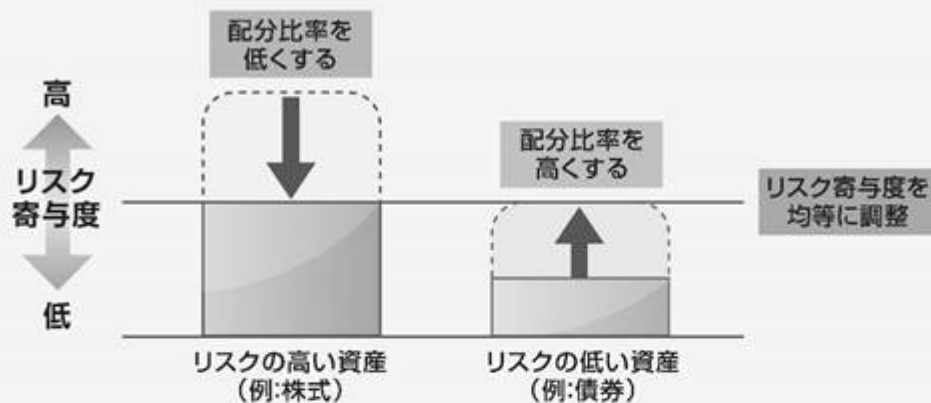 配分比率を
低くする
高
リスク
寄与度
低
配分比率を
高くする
リスク寄与度を
均等に調整
リスクの高い資産
（例:株式）
リスクの低い資産
（例:債券）